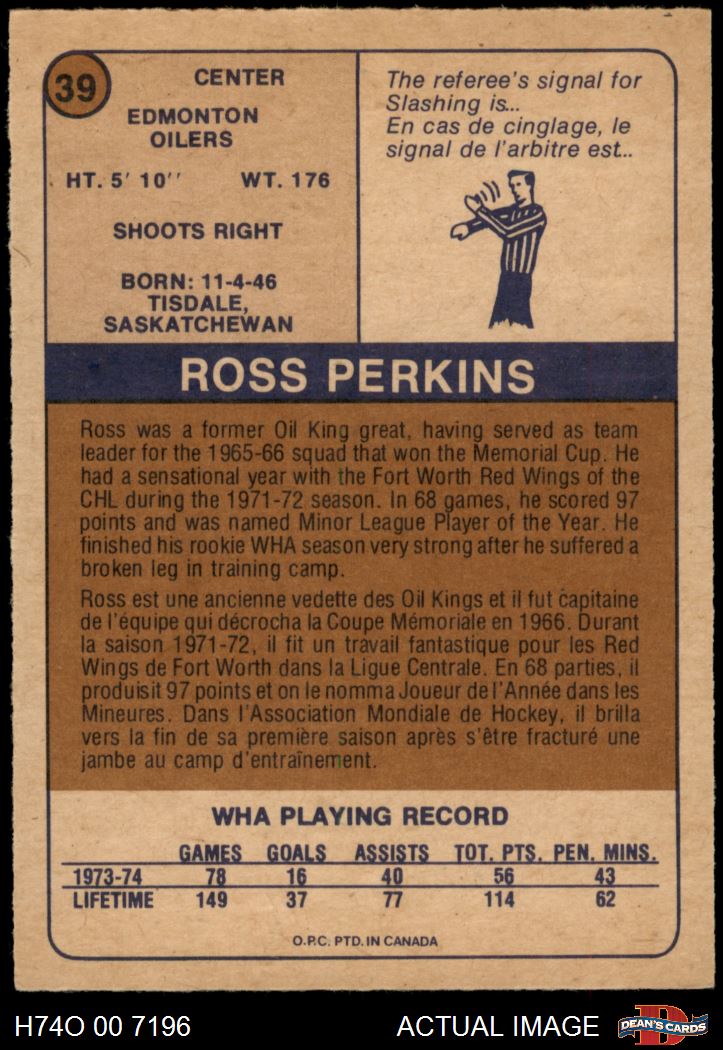 39
CENTER
EDMONTON
OILERS
HT. 5' 10'' WT. 176
SHOOTS RIGHT
BORN: 11-4-46
TISDALE,
SASKATCHEWAN
The referee's signal for
Slashing is...
En cas de cinglage, le
signal de l'arbitre est...
ROSS PERKINS
Ross was a former Oil King great, having served as team
leader for the 1965-66 squad that won the Memorial Cup. He
had a sensational year with the Fort Worth Red Wings of the
CHL during the 1971-72 season. In 68 games, he scored 97
points and was named Minor League Player of the Year. He
finished his rookie WHA season very strong after he suffered a
broken leg in training camp.
Ross est une ancienne vedette des Oil Kings et il fut capitaine
de l'équipe qui décrocha la Coupe Mémoriale en 1966. Durant
la saison 1971-72, il fit un travail fantastique pour les Red
Wings de Fort Worth dans la Ligue Centrale. En 68 parties, il
produisit 97 points et on le nomma Joueur de l'Année dans les
Mineures. Dans l'Association Mondiale de Hockey, il brilla
vers la fin de sa première saison après s'être fracturé une
jambe au camp d'entraînement.
WHA PLAYING RECORD
GAMES GOALS ASSISTS TOT. PTS. PEN. MINS.
1973-74 78 16 40 56 43
LIFETIME 149 37 77 114 62
O.P.C. PTD. IN CANADA
H74O 00 7196 ACTUAL IMAGE D DEAN'S CARDS